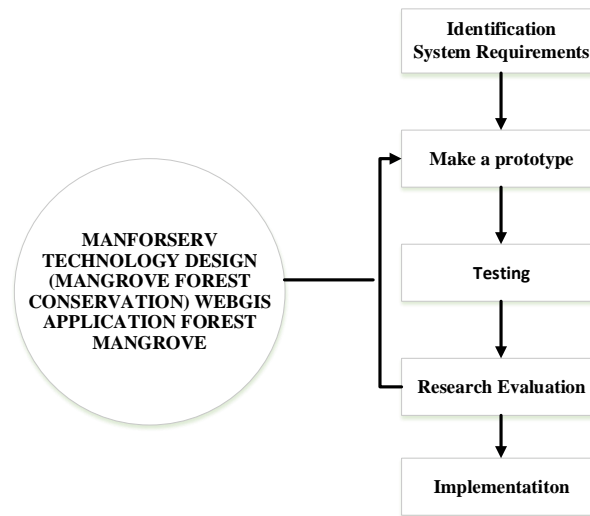 Identification
System Requirements
Make a prototype
MANFORSERV
TECHNOLOGY DESIGN
(MANGROVE FOREST
CONSERVATION) WEBGIS
APPLICATION FOREST
MANGROVE
Testing
Research Evaluation
Implementatiton